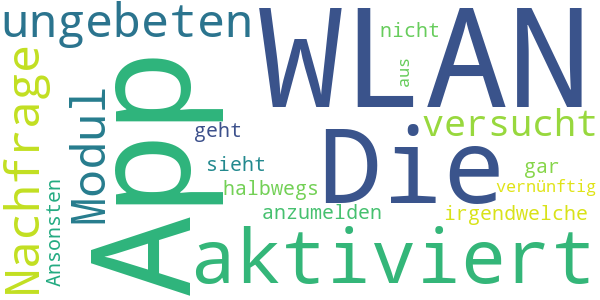 ungebeten
WLAN
nicht
aus
App
Nachfrage
Modul
Die
versucht
geht
sieht
gar
halbwegs
vernünftig
Ansonsten
anzumelden
irgendwelche
aktiviert